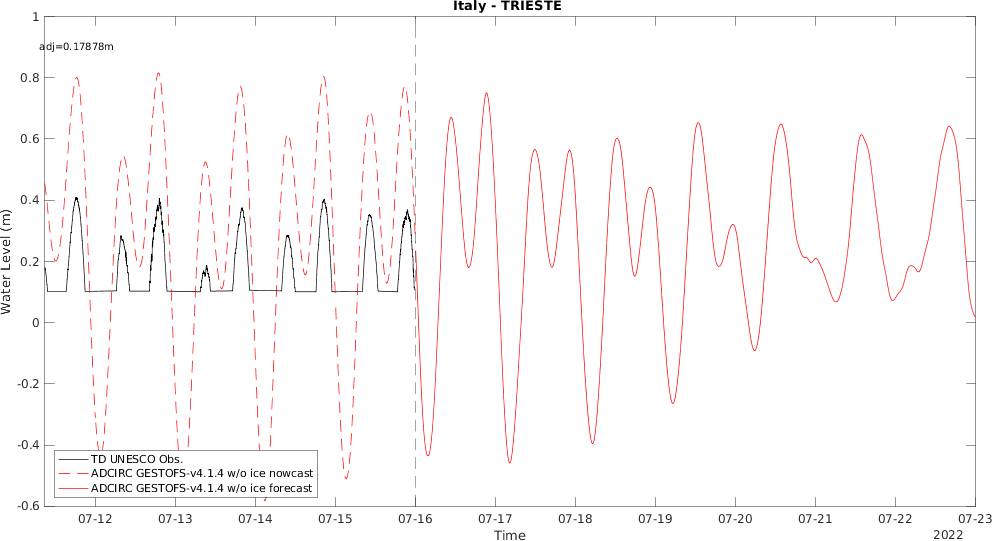 Italy - TRIESTE
adj=0.17878m
1
0.8
0.6
0.4
0.2
0
-0.2
-0.4
-0.6
Water Level (m)
TD UNESCO Obs.
ADCIRC GESTOFS-v4.1.4 w/o ice nowcast
ADCIRC GESTOFS-v4.1.4 w/o ice forecast
07-12 07-13 07-14 07-15 07-16 07-17 07-18 07-19 07-20 07-21 07-22 07-23
Time
2022